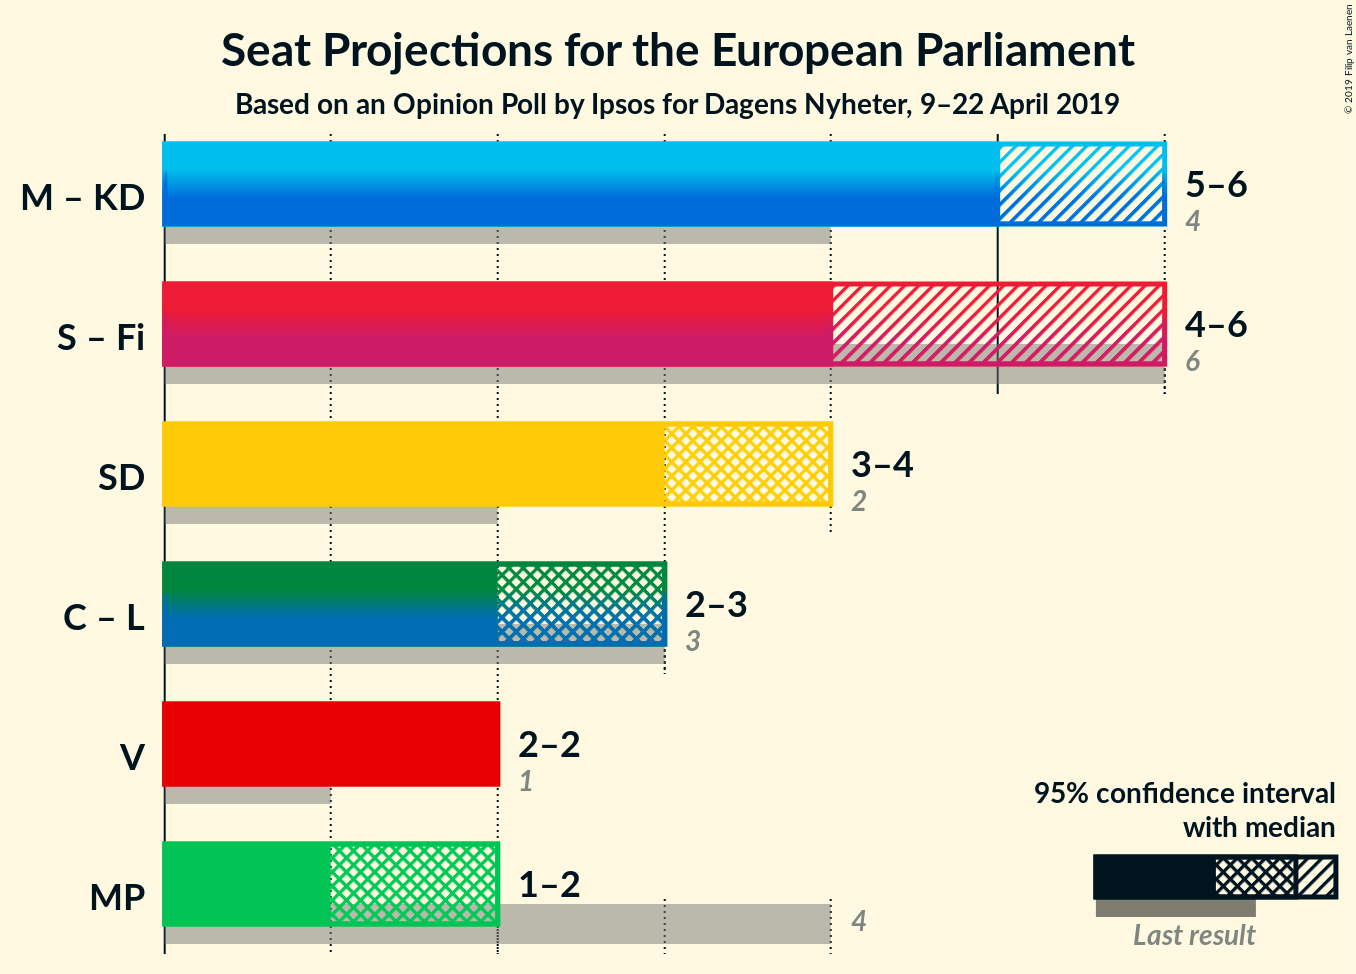 Seat Projections for the European Parliament
Based on an Opinion Poll by Ipsos for Dagens Nyheter, 9–22 April 2019
© 2019 Filip van Laenen
M – KD
5–6
4
S – Fi
4–6
6
SD
3–4
2
C – L
2–3
3
V
2–2
1
MP
1–2
4
95% confidence interval
with median
Last result